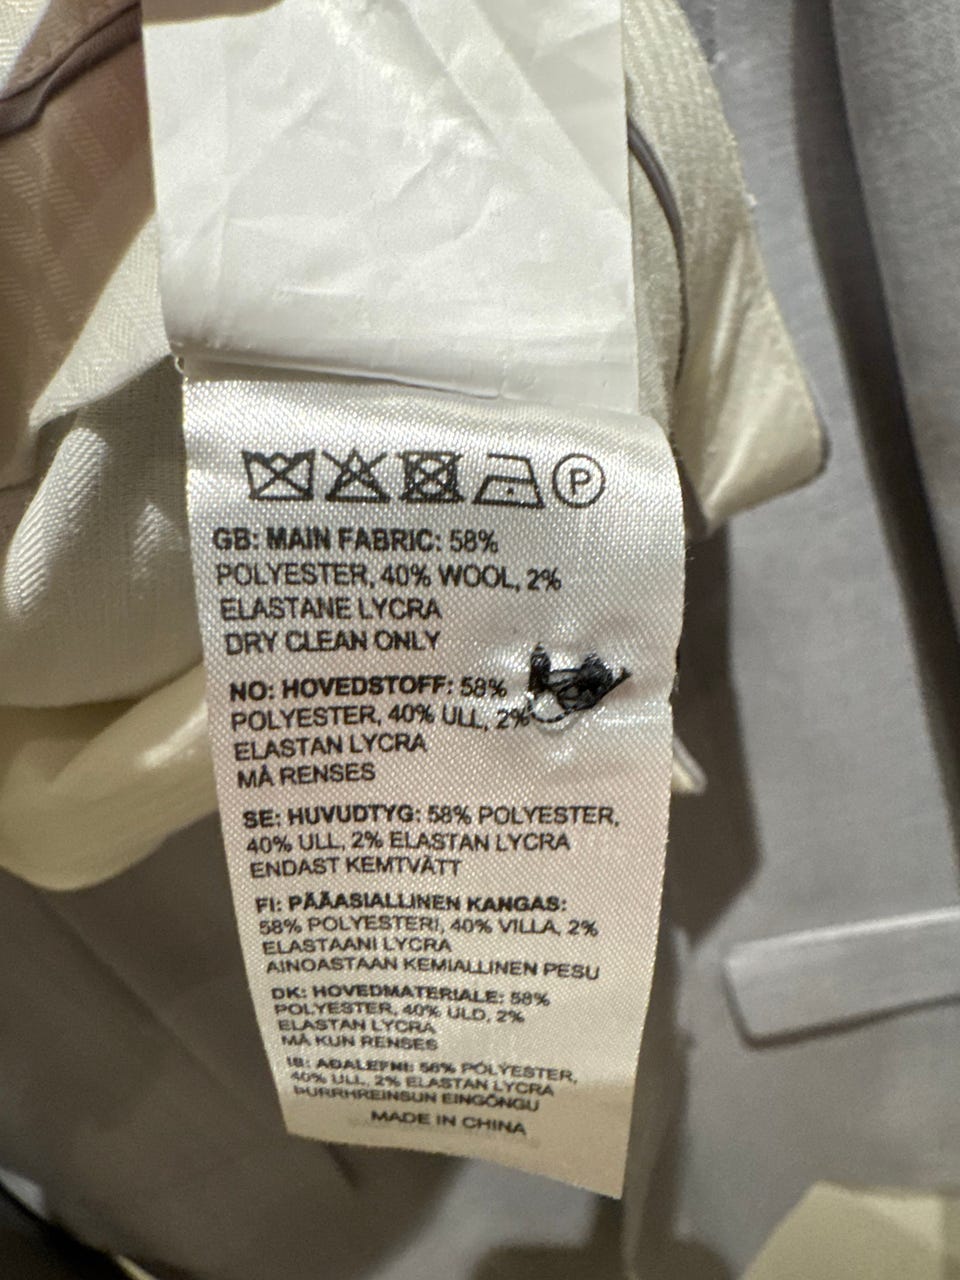 P
GB: MAIN FABRIC: 58%
POLYESTER, 40% WOOL, 2%
ELASTANE LYCRA
DRY CLEAN ONLY
NO: HOVEDSTOFF: 58%
POLYESTER, 40% ULL, 2%
ELASTAN LYCRA
MÅ RENSES
SE: HUVUDTYG: 58% POLYESTER,
40% ULL, 2% ELASTAN LYCRA
ENDAST KEMTVÄTT
FI: PÄÄASIALLINEN KANGAS:
58% POLYESTERI, 40% VILLA, 2%
ELASTAANI LYCRA
AINOASTAAN KEMIALLINEN PESU
DK: HOVEDMATERIALE: 58%
POLYESTER, 40% ULD, 2%
ELASTAN LYCRA
MÅ KUN RENSES
IS: AÐALEFNI: 58% POLYESTER,
40% ULL, 2% ELASTAN LYCRA
ÞURRHREINSUN EINGÖNGU
MADE IN CHINA